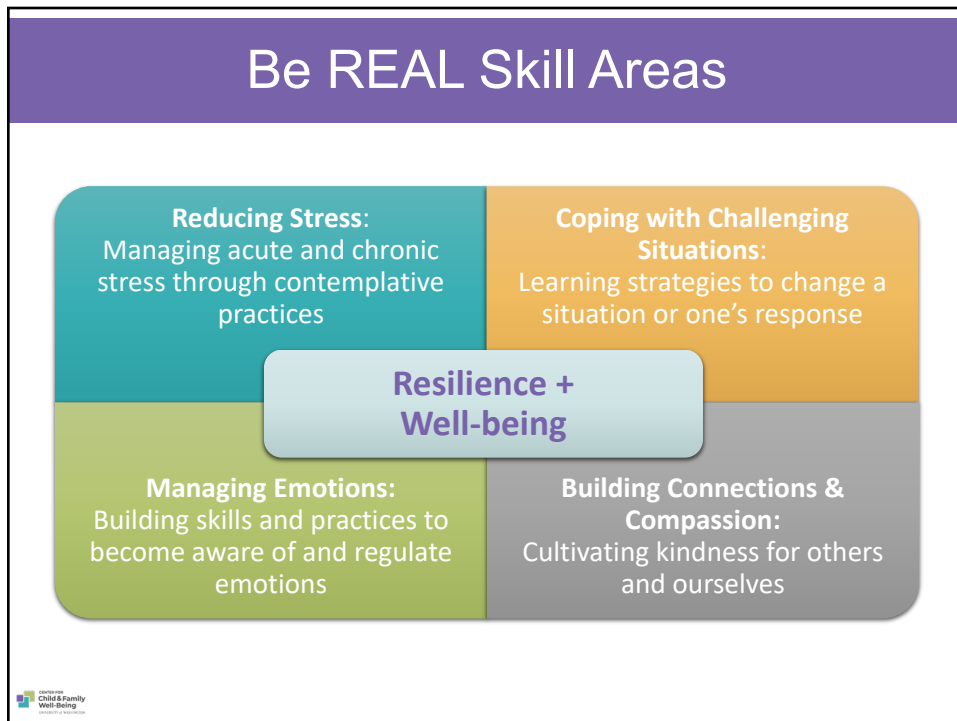 Be REAL Skill Areas
Reducing Stress:
Managing acute and chronic
stress through contemplative
practices
Coping with Challenging
Situations:
Learning strategies to change a
situation or one’s response
Resilience +
Well-being
Managing Emotions:
Building skills and practices to
become aware of and regulate
emotions
Building Connections &
Compassion:
Cultivating kindness for others
and ourselves
CENTER FOR
Child & Family
Well-Being
UNIVERSITY of WASHINGTON